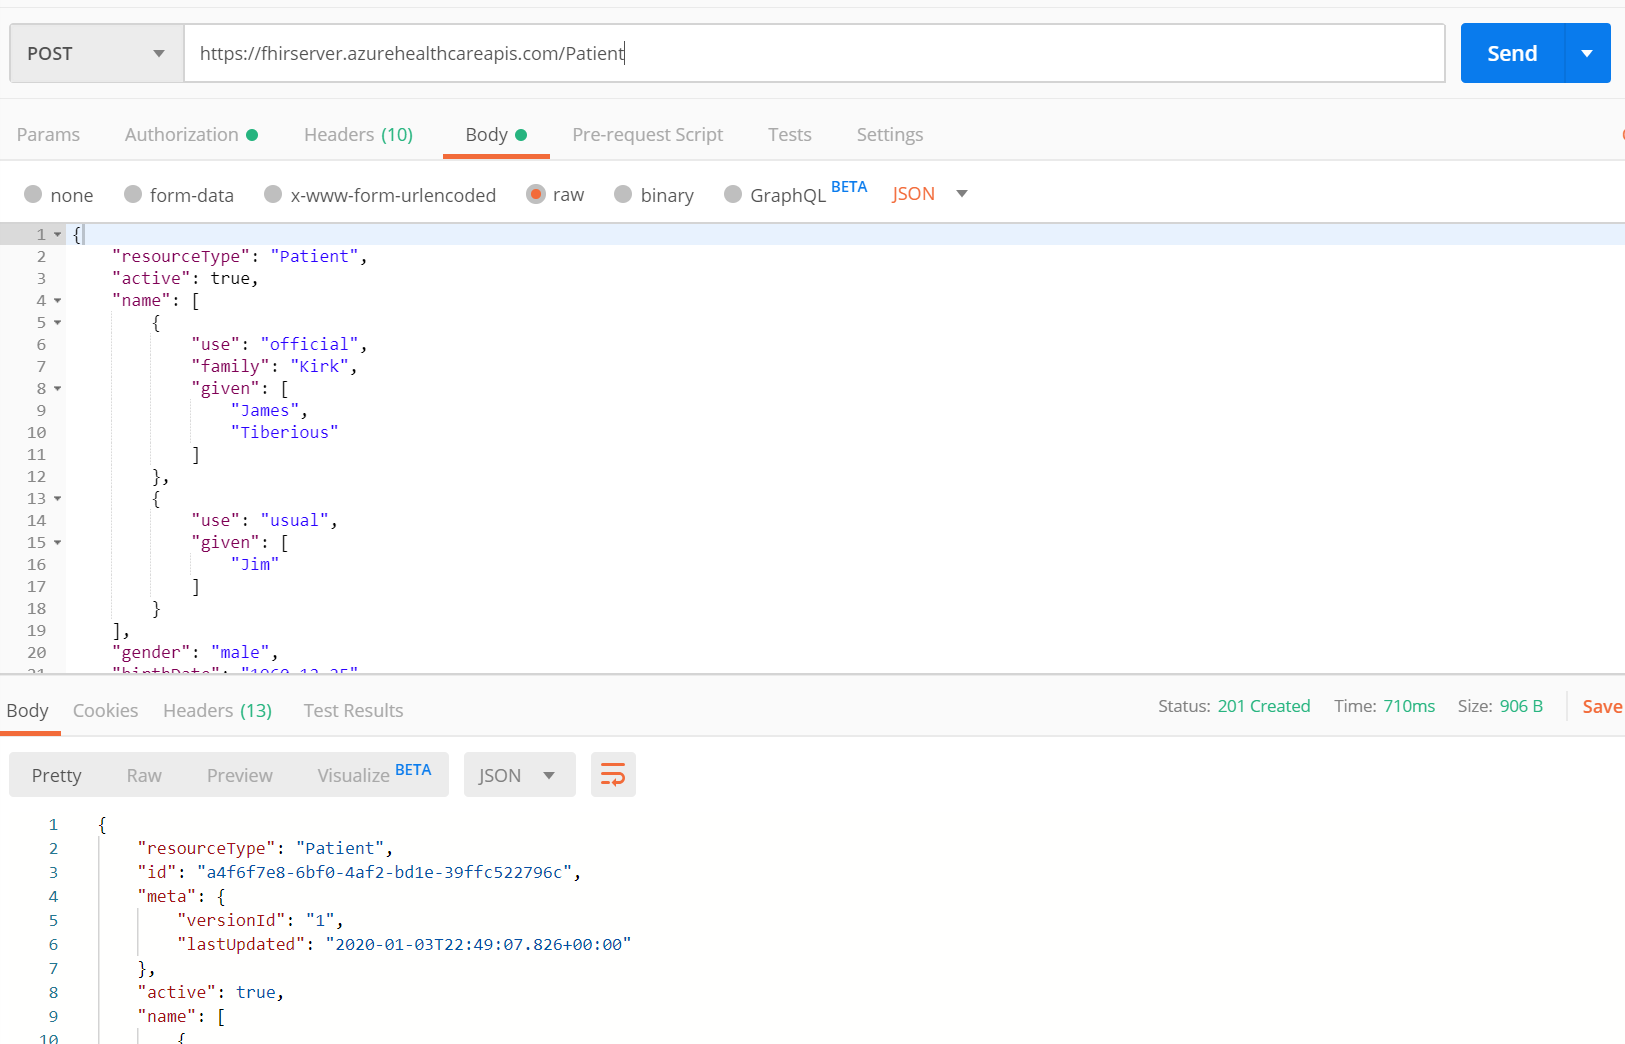 POST https://fhirserver.azurehealthcareapis.com/Patient Send
Params Authorization Headers (10) Body Pre-request Script Tests Settings
none form-data x-www-form-urlencoded raw binary GraphQL BETA JSON
1 {
2 "resourceType": "Patient",
3 "active": true,
4 "name": [
5 {
6 "use": "official",
7 "family": "Kirk",
8 "given": [
9 "James",
10 "Tiberious"
11 ]
12 },
13 {
14 "use": "usual",
15 "given": [
16 "Jim"
17 ]
18 }
19 ],
20 "gender": "male",
21 "birthDate": "1960-12-25"
Body Cookies Headers (13) Test Results Status: 201 Created Time: 710ms Size: 906 B Save
Pretty Raw Preview Visualize BETA JSON
1 {
2 "resourceType": "Patient",
3 "id": "a4f6f7e8-6bf0-4af2-bd1e-39ffc522796c",
4 "meta": {
5 "versionId": "1",
6 "lastUpdated": "2020-01-03T22:49:07.826+00:00"
7 },
8 "active": true,
9 "name": [
10 {